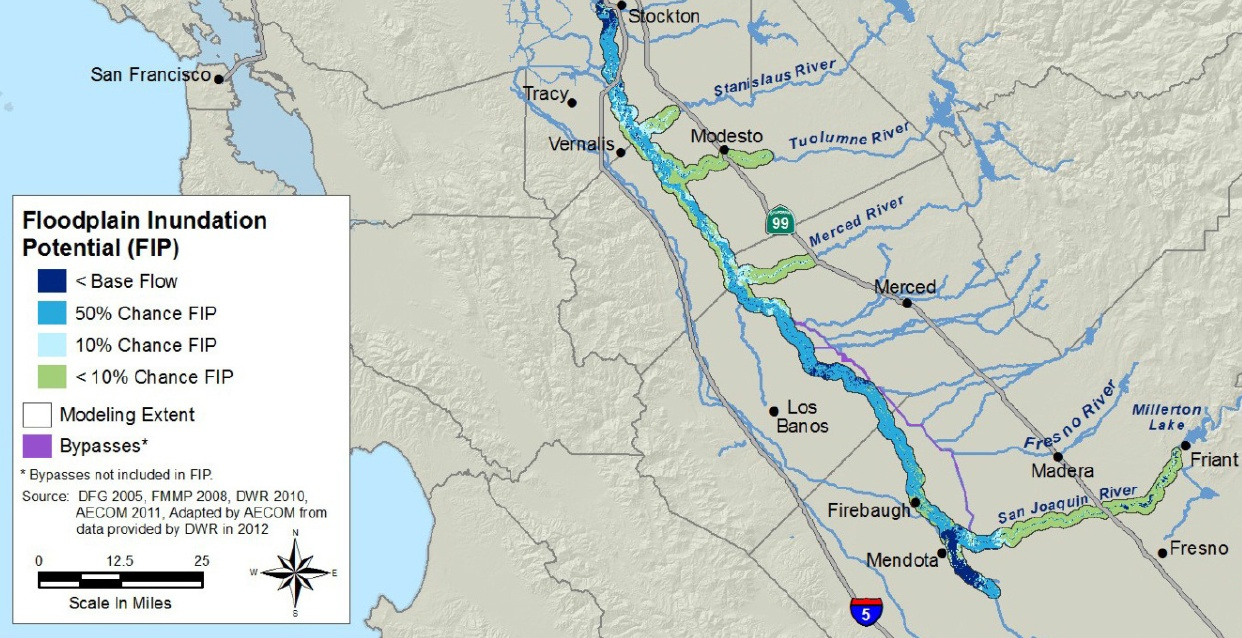 Stockton
San Francisco
Tracy
Stanislaus River
Vernalis
Modesto
Tuolumne River
99
Merced River
Merced
Los
Banos
Fresno River
Millerton
Lake
Madera
Friant
San Joaquin River
Firebaugh
Mendota
Fresno
5
Floodplain Inundation
Potential (FIP)
< Base Flow
50% Chance FIP
10% Chance FIP
< 10% Chance FIP
Modeling Extent
Bypasses*
* Bypasses not included in FIP.
Source: DFG 2005, FMMP 2008, DWR 2010,
AECOM 2011, Adapted by AECOM from
data provided by DWR in 2012
0 12.5 25
Scale In Miles
N
W E
S